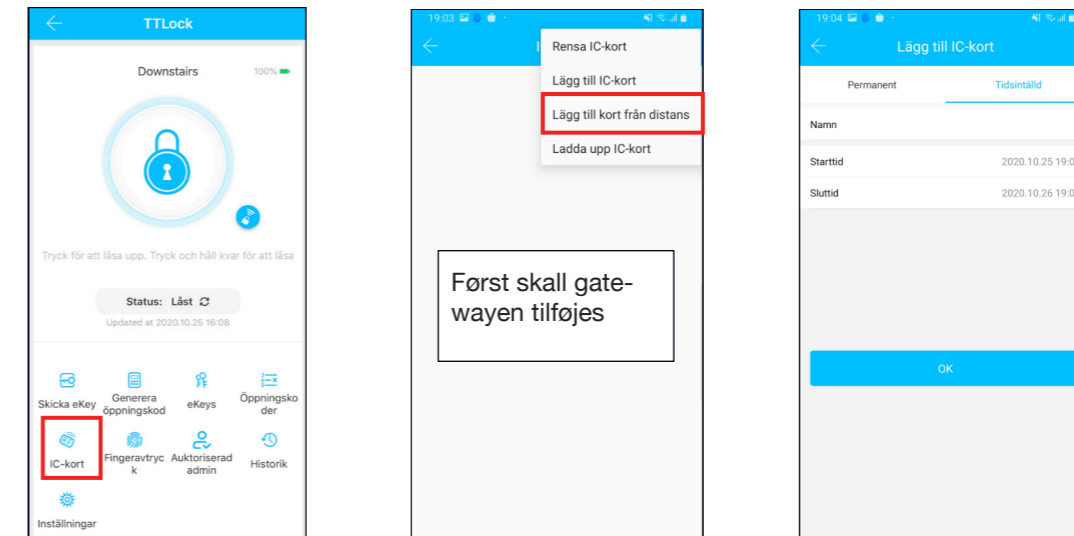 TTLock
Downstairs
100%
Tryck för att låsa upp. Tryck och håll kvar för att låsa
Status: Låst
Updated at 2020.10.25 16:08
Skicka eKey
Generera
öppningskod
eKeys
Öppningsko
der
IC-kort
Fingeravtryc
k
Auktoriserad
admin
Historik
Inställningar
19:03
Rensa IC-kort
Lägg till IC-kort
Lägg till kort från distans
Ladda upp IC-kort
Først skall gate-
wayen tilføjes
19:04
Lägg till IC-kort
Permanent
Tidsinställd
Namn
Starttid
2020.10.25 19:0
Sluttid
2020.10.26 19:0
OK